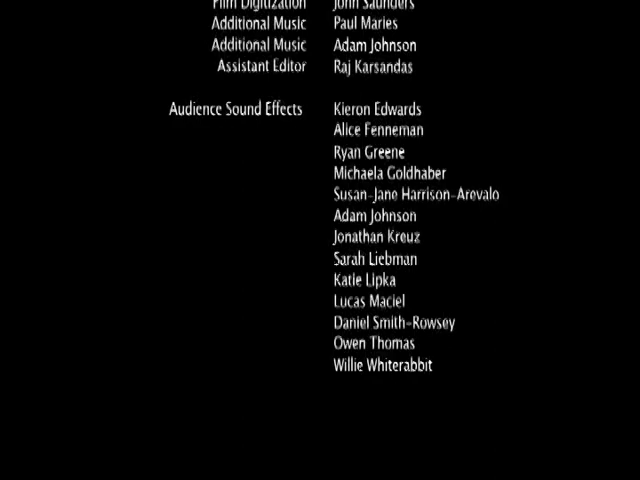 Film Digitization John Saunders
Additional Music Paul Maries
Additional Music Adam Johnson
Assistant Editor Raj Karsandas
Audience Sound Effects Kieron Edwards
Alice Fenneman
Ryan Greene
Michaela Goldhaber
Susan-Jane Harrison-Arevalo
Adam Johnson
Jonathan Kreuz
Sarah Liebman
Katie Lipka
Lucas Maciel
Daniel Smith-Rowsey
Owen Thomas
Willie Whiterabbit